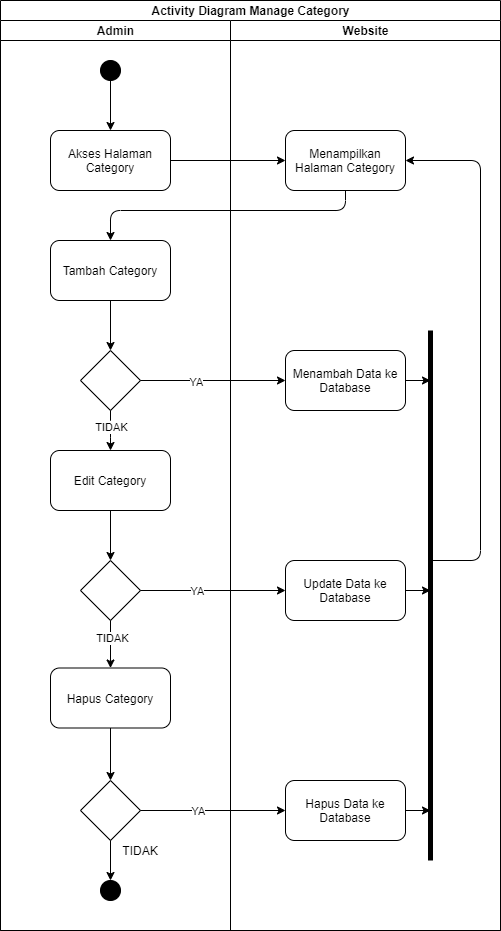 Activity Diagram Manage Category
Admin
Website
Akses Halaman
Category
Menampilkan
Halaman Category
Tambah Category
YA
Menambah Data ke
Database
TIDAK
Edit Category
YA
Update Data ke
Database
TIDAK
Hapus Category
YA
Hapus Data ke
Database
TIDAK